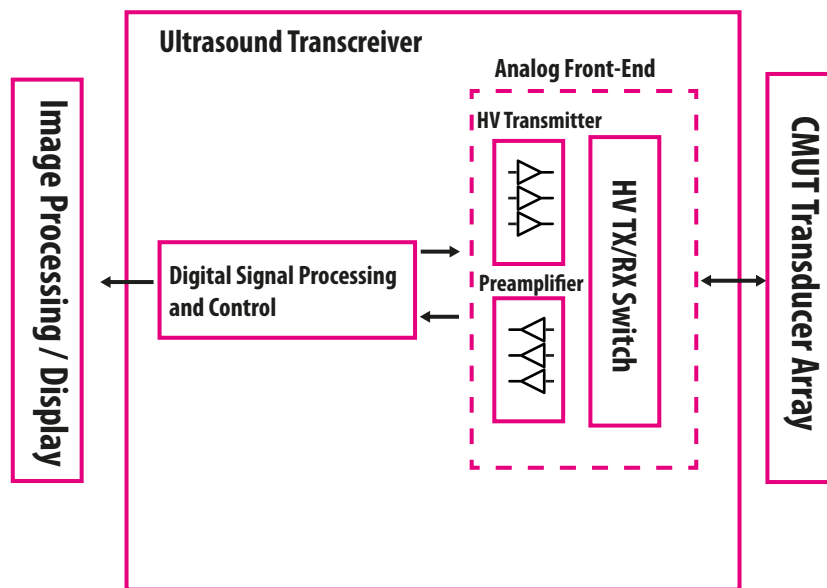 Ultrasound Transcreiver
Analog Front-End
HV Transmitter
Image Processing / Display
Digital Signal Processing
and Control
Preamplifier
HV TX/RX Switch
CMUT Transducer Array